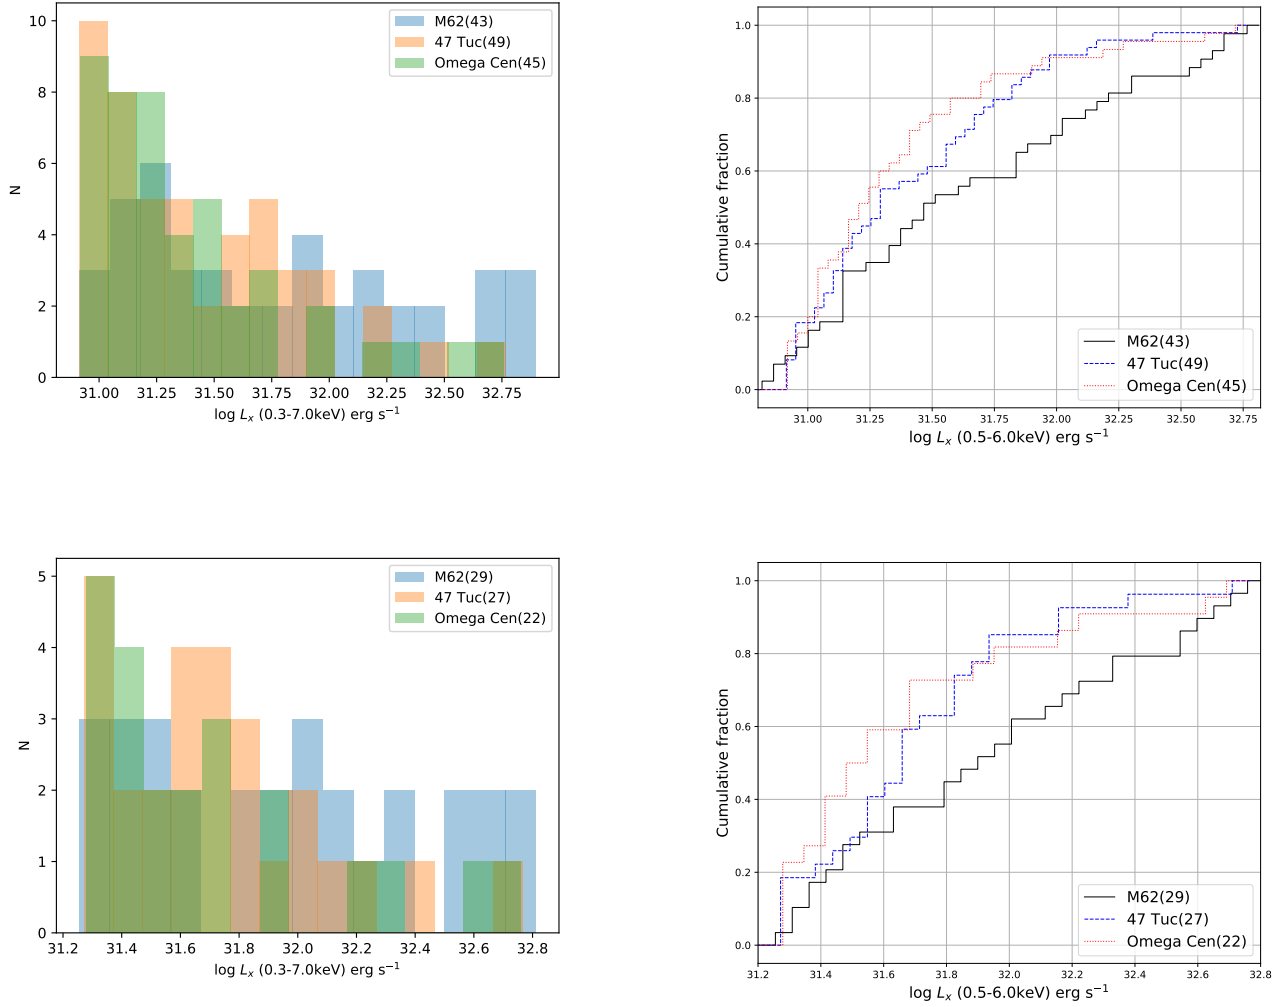 10
8
6
4
2
0
N
31.00 31.25 31.50 31.75 32.00 32.25 32.50 32.75
log Lₓ (0.3-7.0keV) erg s⁻¹
M62(43)
47 Tuc(49)
Omega Cen(45)
1.0
0.8
0.6
0.4
0.2
0.0
Cumulative fraction
31.00 31.25 31.50 31.75 32.00 32.25 32.50 32.75
log Lₓ (0.5-6.0keV) erg s⁻¹
M62(43)
47 Tuc(49)
Omega Cen(45)
5
4
3
2
1
0
N
31.2 31.4 31.6 31.8 32.0 32.2 32.4 32.6 32.8
log Lₓ (0.3-7.0keV) erg s⁻¹
M62(29)
47 Tuc(27)
Omega Cen(22)
1.0
0.8
0.6
0.4
0.2
0.0
Cumulative fraction
31.2 31.4 31.6 31.8 32.0 32.2 32.4 32.6 32.8
log Lₓ (0.5-6.0keV) erg s⁻¹
M62(29)
47 Tuc(27)
Omega Cen(22)